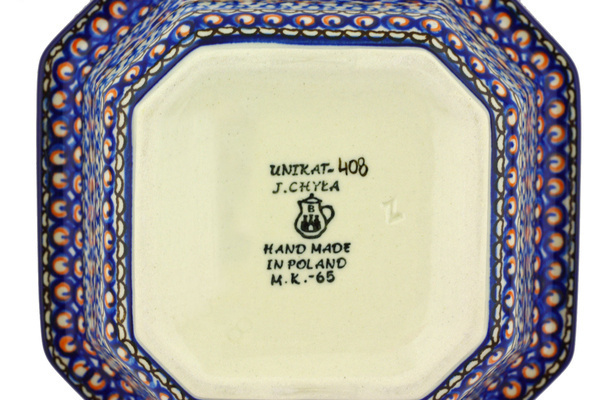 UNIKAT-408
J.CHYŁA
B
HAND MADE
IN POLAND
M.K.-65